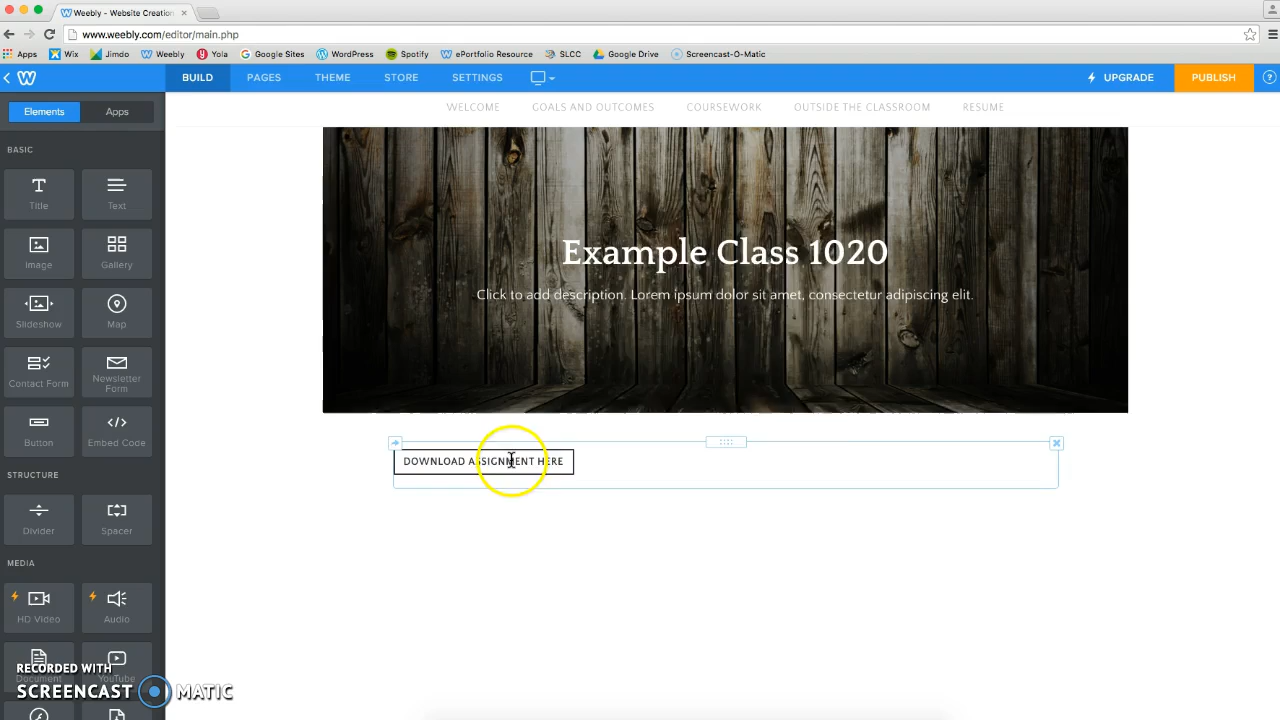 Weebly - Website Creation
www.weebly.com/editor/main.php
Apps Wix Jimdo Weebly Yola Google Sites WordPress Spotify ePortfolio Resource SLCC Google Drive Screencast-O-Matic
BUILD PAGES THEME STORE SETTINGS UPGRADE PUBLISH ?
Elements Apps
WELCOME GOALS AND OUTCOMES COURSEWORK OUTSIDE THE CLASSROOM RESUME
BASIC
Title Text
Image Gallery
Slideshow Map
Contact Form Newsletter Form
Button Embed Code
STRUCTURE
Divider Spacer
MEDIA
HD Video Audio
Document YouTube
Example Class 1020
Click to add description. Lorem ipsum dolor sit amet, consectetur adipiscing elit.
DOWNLOAD ASSIGNMENT HERE
RECORDED WITH
SCREENCAST MATIC